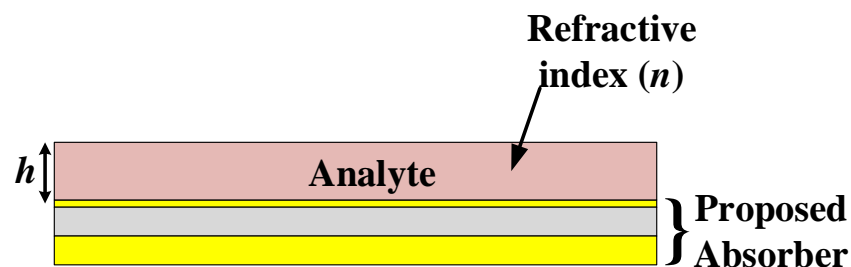 Refractive
index (n)
h
Analyte
Proposed
Absorber